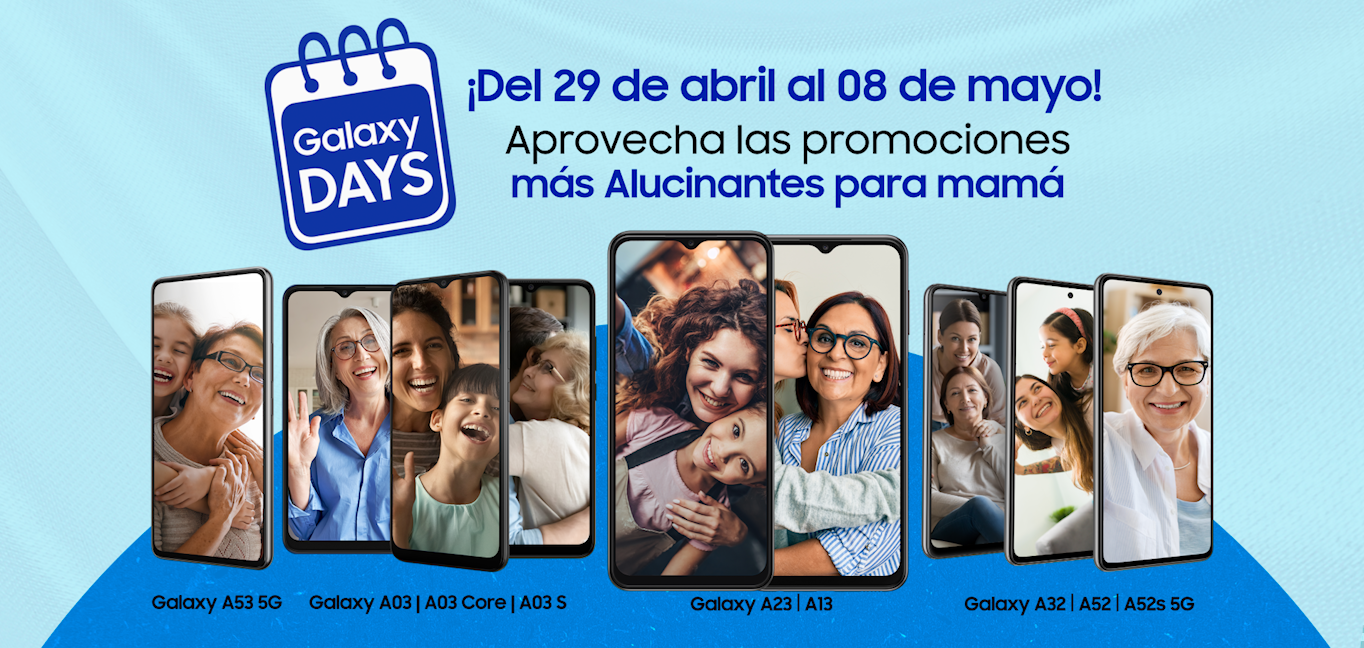 Galaxy
DAYS
¡Del 29 de abril al 08 de mayo!
Aprovecha las promociones
más Alucinantes para mamá
Galaxy A53 5G
Galaxy A03 | A03 Core | A03 S
Galaxy A23 | A13
Galaxy A32 | A52 | A52s 5G